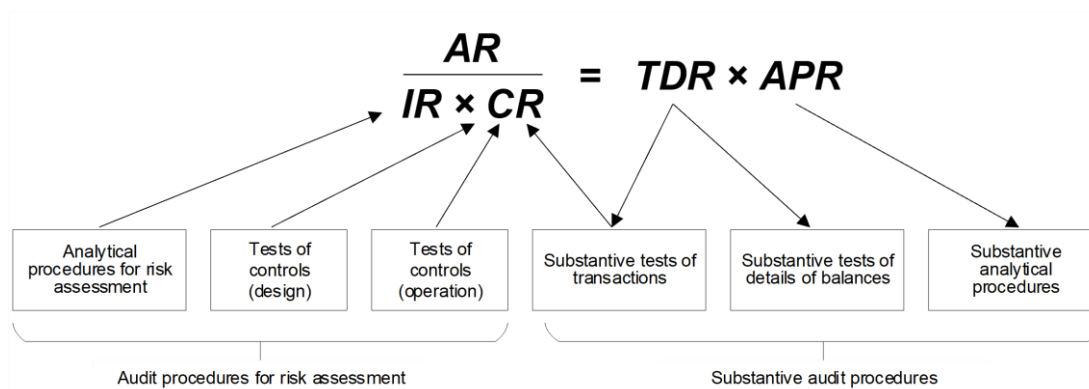 AR
IR × CR
= TDR × APR
Analytical
procedures for risk
assessment
Tests of
controls
(design)
Tests of
controls
(operation)
Substantive tests of
transactions
Substantive tests of
details of balances
Substantive
analytical
procedures
Audit procedures for risk assessment
Substantive audit procedures